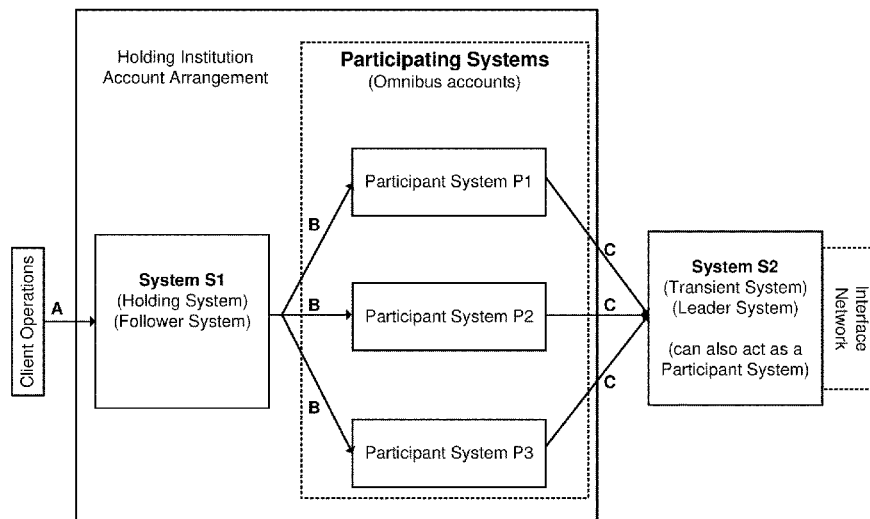 Holding Institution
Account Arrangement
Participating Systems
(Omnibus accounts)
Client Operations
A
System S1
(Holding System)
(Follower System)
B
B
B
Participant System P1
Participant System P2
Participant System P3
C
C
C
System S2
(Transient System)
(Leader System)
(can also act as a
Participant System)
Interface
Network